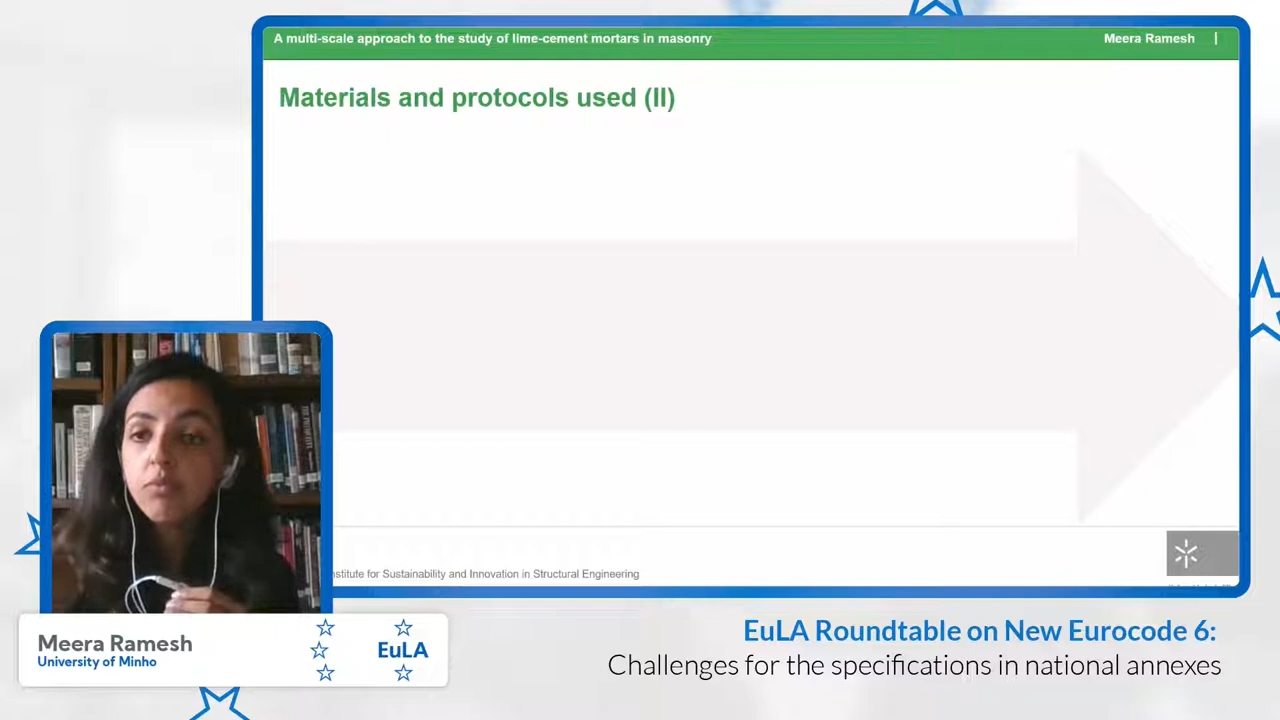 A multi-scale approach to the study of lime-cement mortars in masonry
Meera Ramesh |
Materials and protocols used (II)
nstitute for Sustainability and Innovation in Structural Engineering
Meera Ramesh
University of Minho
EuLA
EuLA Roundtable on New Eurocode 6:
Challenges for the specifications in national annexes